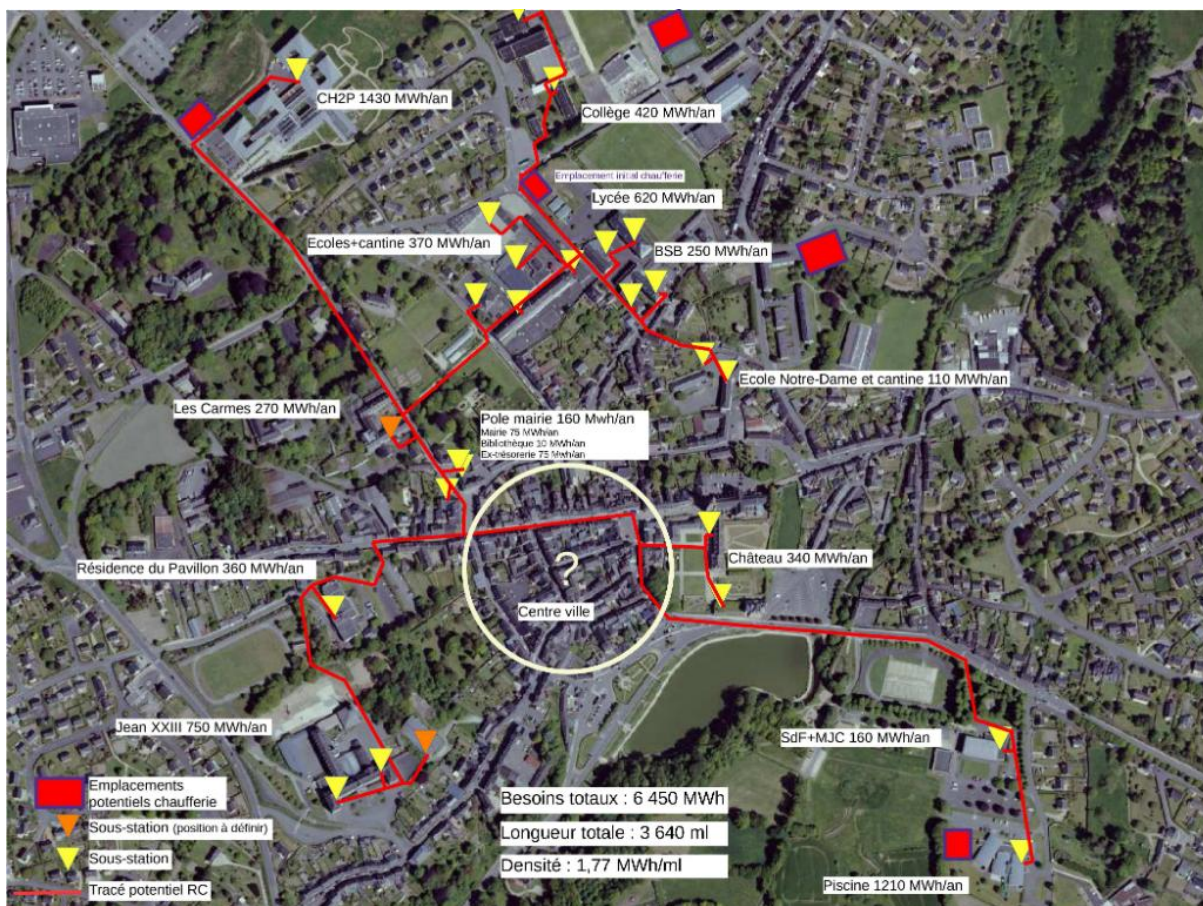 CH2P 1430 MWh/an
Collège 420 MWh/an
Emplacement initial chaufferie
Lycée 620 MWh/an
Ecoles+cantine 370 MWh/an
BSB 250 MWh/an
Ecole Notre-Dame et cantine 110 MWh/an
Les Carmes 270 MWh/an
Pole mairie 160 Mwh/an
Mairie 75 MWh/an
Bibliothèque 10 MWh/an
Ex-trésorerie 75 Mwh/an
?
Centre ville
Château 340 MWh/an
Résidence du Pavillon 360 MWh/an
Jean XXIII 750 MWh/an
SdF+MJC 160 MWh/an
Emplacements
potentiels chaufferie
Sous-station (position à définir)
Sous-station
Tracé potentiel RC
Besoins totaux : 6 450 MWh
Longueur totale : 3 640 ml
Densité : 1,77 MWh/ml
Piscine 1210 MWh/an